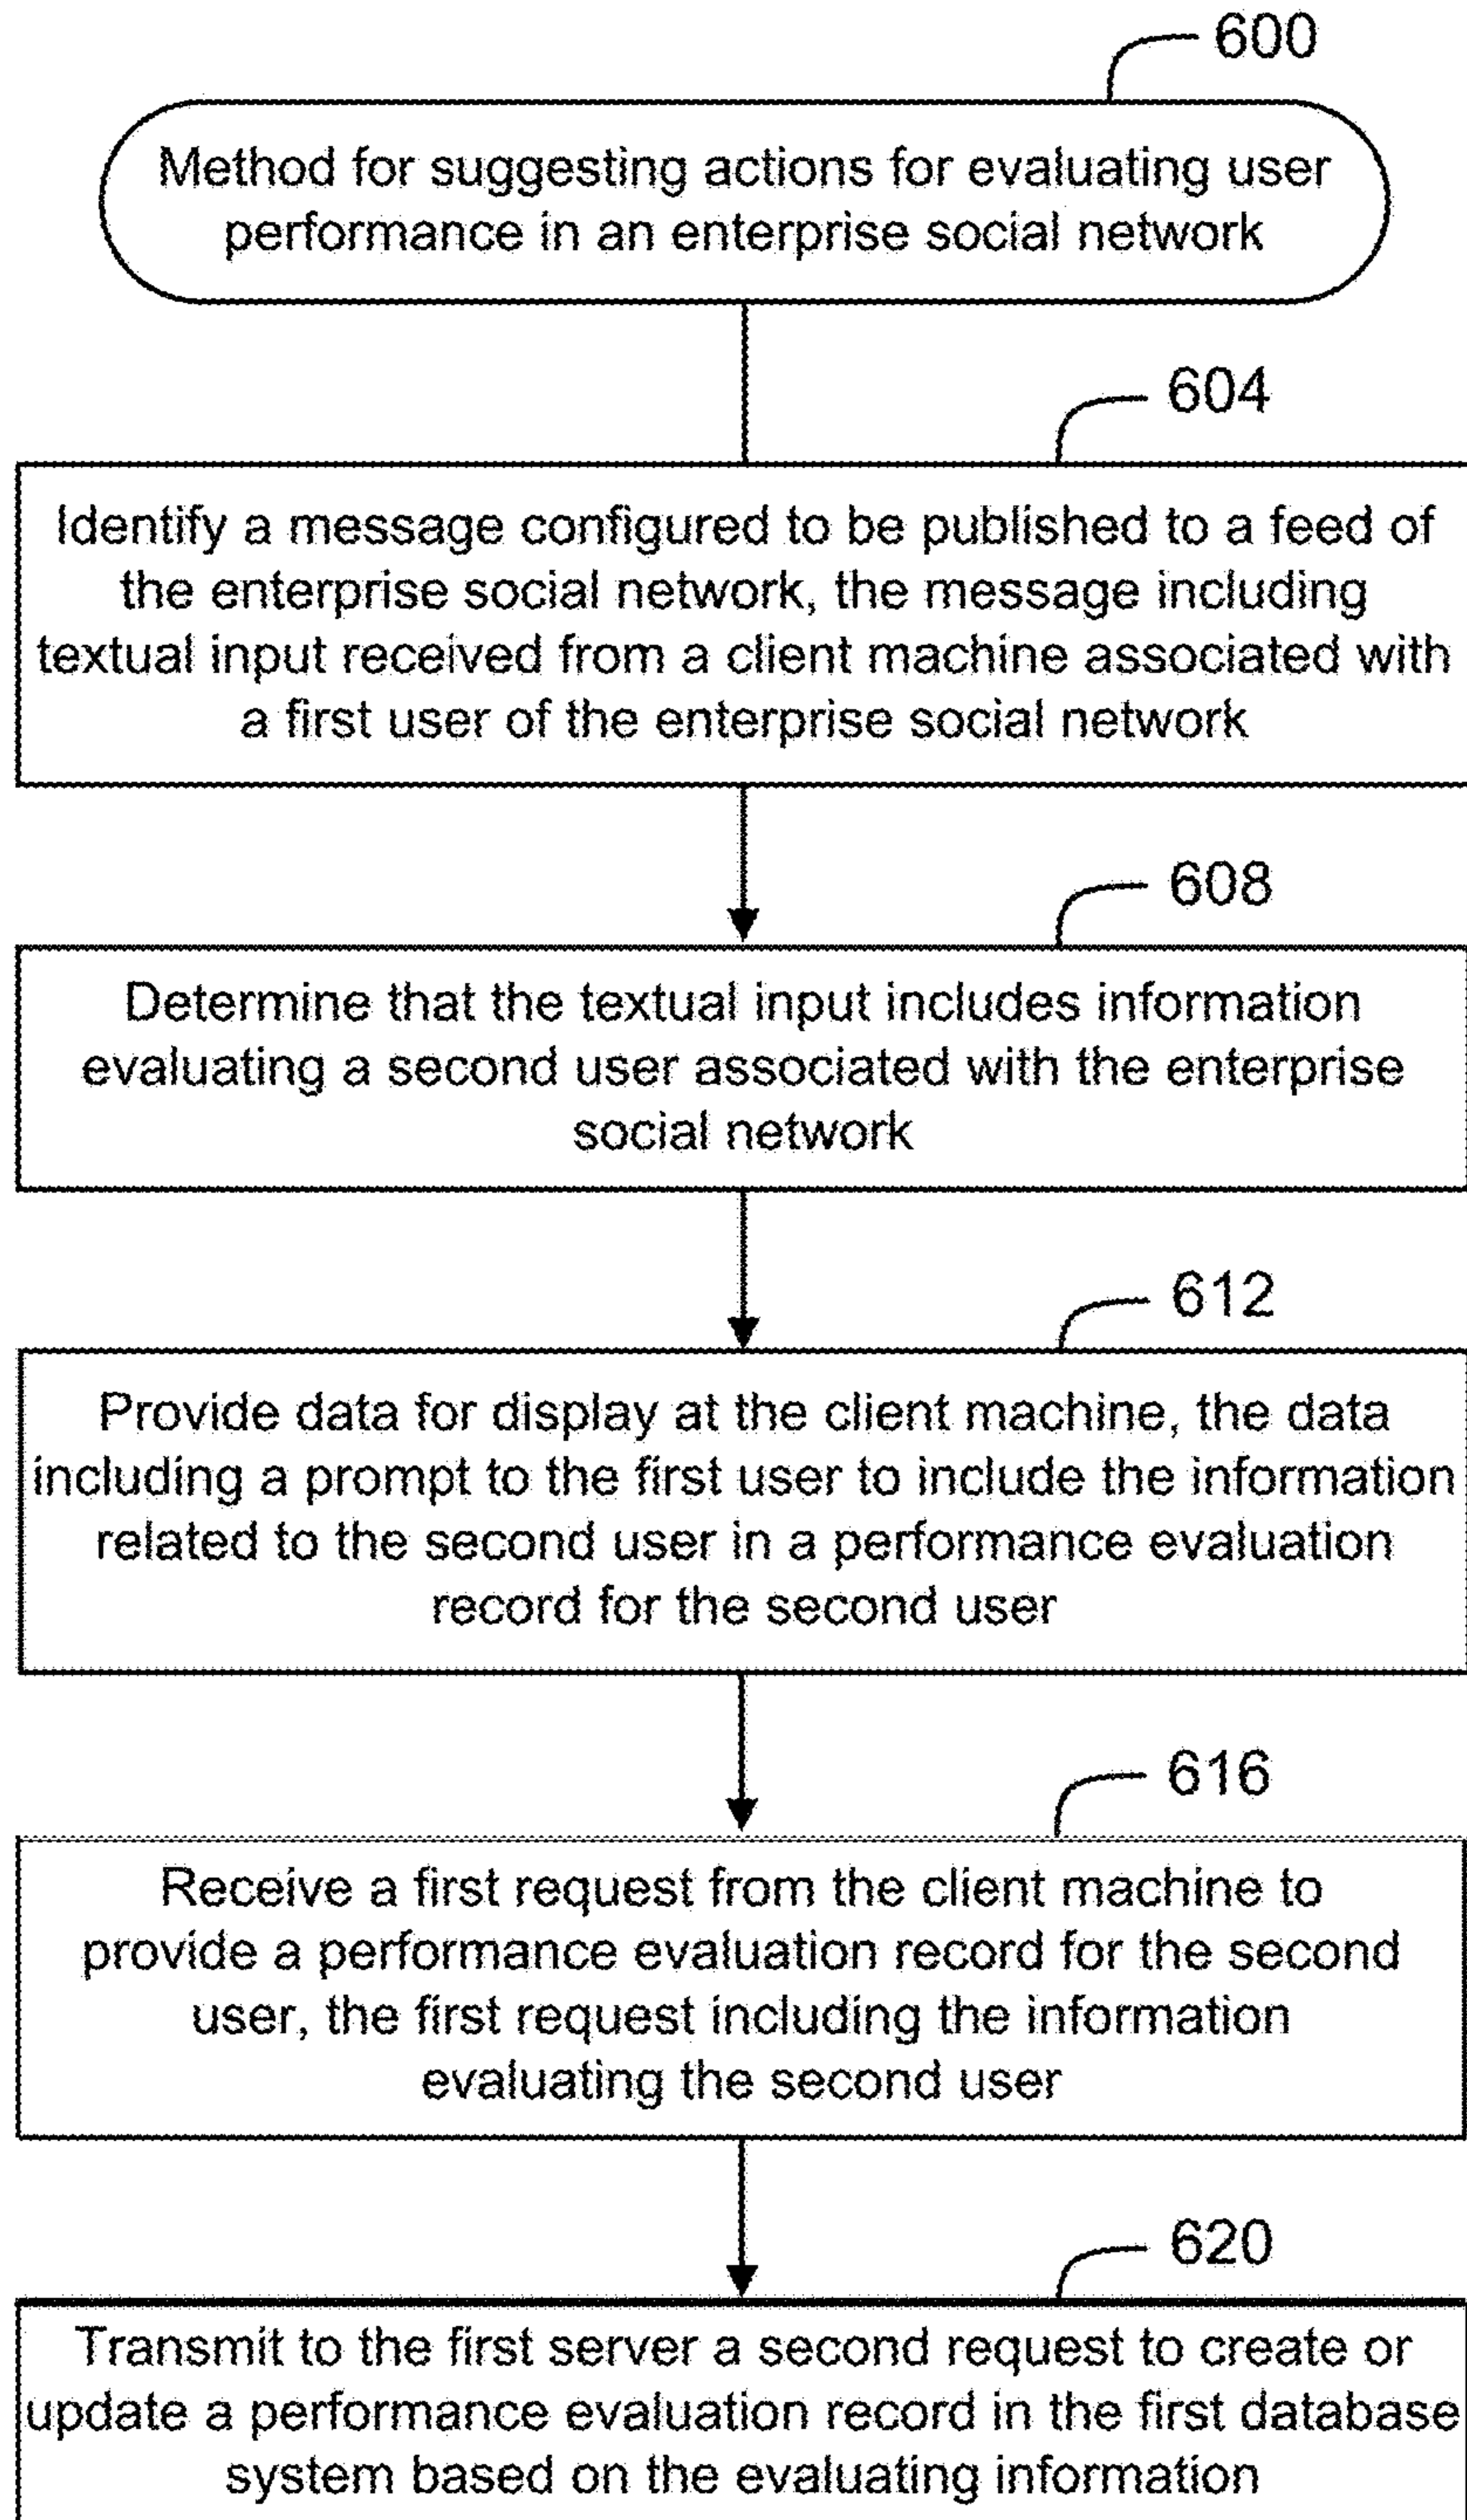 600
Method for suggesting actions for evaluating user
performance in an enterprise social network
604
Identify a message configured to be published to a feed of
the enterprise social network, the message including
textual input received from a client machine associated with
a first user of the enterprise social network
608
Determine that the textual input includes information
evaluating a second user associated with the enterprise
social network
612
Provide data for display at the client machine, the data
including a prompt to the first user to include the information
related to the second user in a performance evaluation
record for the second user
616
Receive a first request from the client machine to
provide a performance evaluation record for the second
user, the first request including the information
evaluating the second user
620
Transmit to the first server a second request to create or
update a performance evaluation record in the first database
system based on the evaluating information